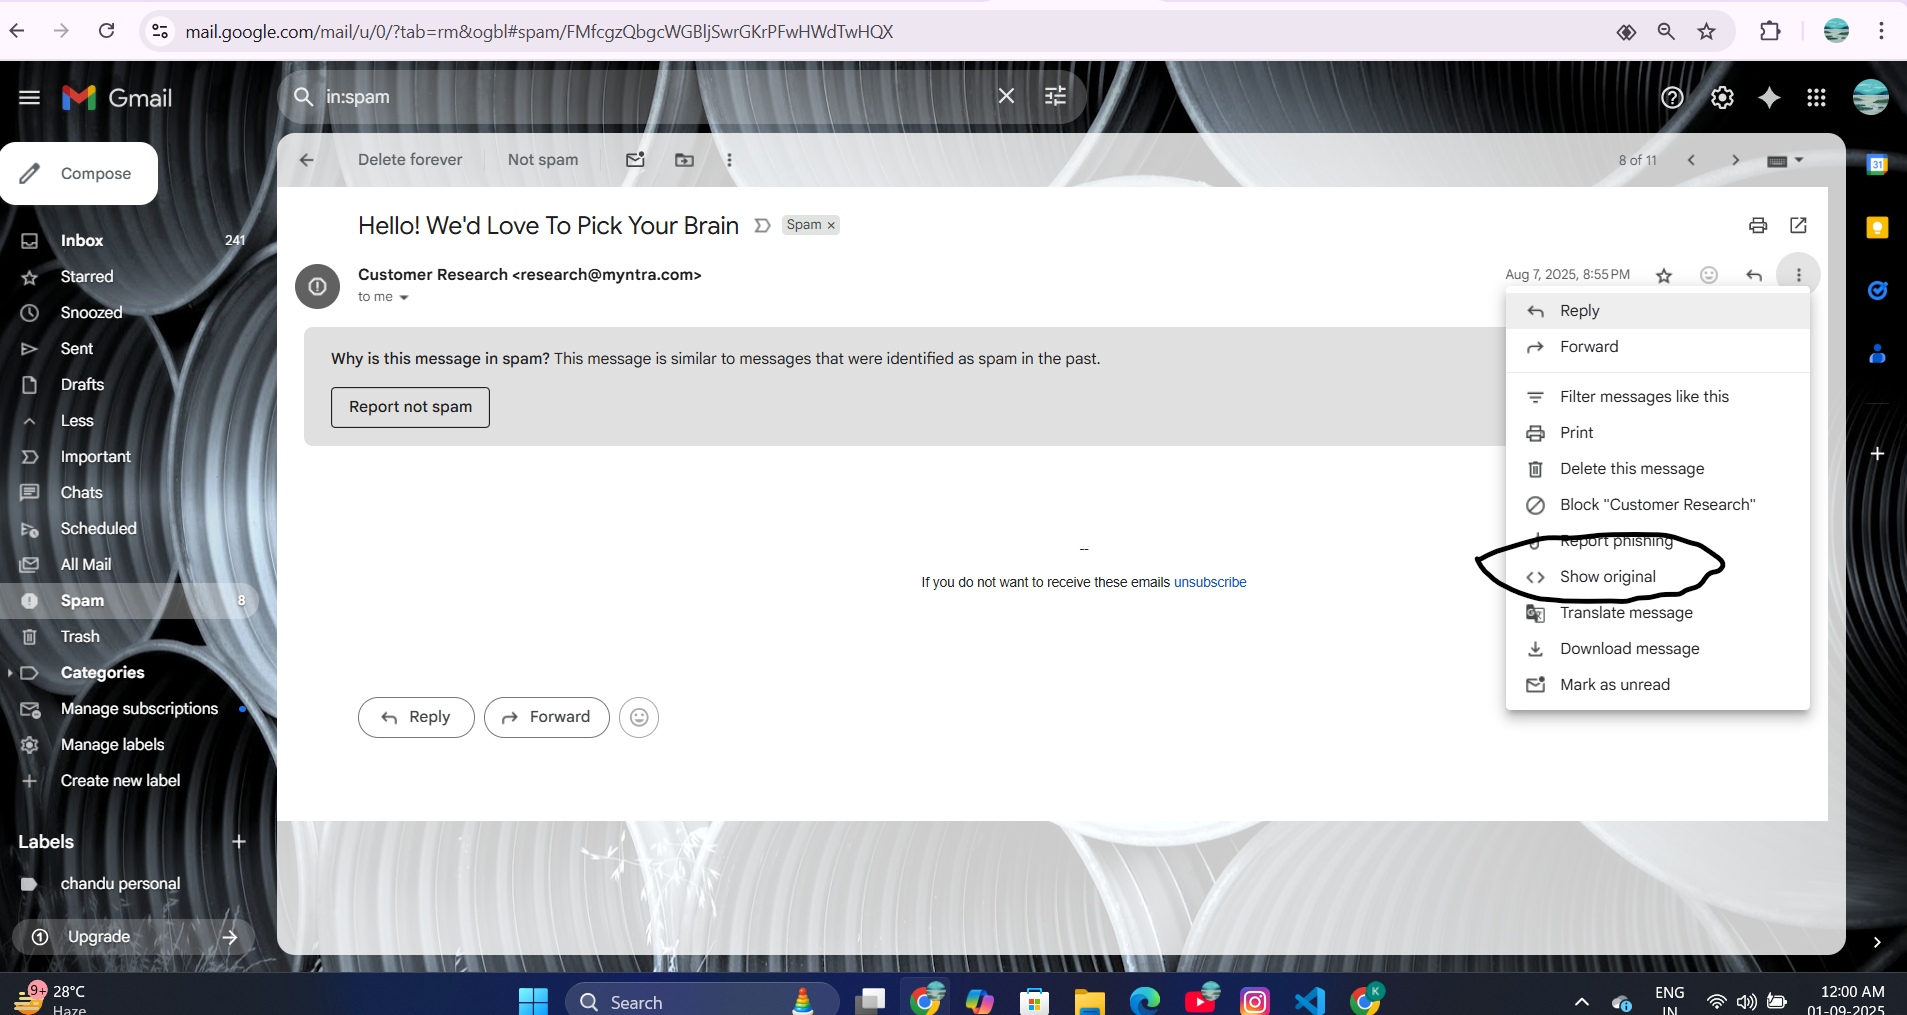 mail.google.com/mail/u/0/?tab=rm&ogbl#spam/FMfcgzQbgcWGBljSwrGKrPFwHWdTwHQX
Gmail
in:spam
Compose
Delete forever
Not spam
8 of 11
31
Inbox 241
Starred
Snoozed
Sent
Drafts
Less
Important
Chats
Scheduled
All Mail
Spam 8
Trash
Categories
Manage subscriptions
Manage labels
Create new label
Labels
chandu personal
Upgrade
Hello! We'd Love To Pick Your Brain
Spam ×
Customer Research <research@myntra.com>
Aug 7, 2025, 8:55 PM
to me
Why is this message in spam? This message is similar to messages that were identified as spam in the past.
Report not spam
--
If you do not want to receive these emails unsubscribe
Reply
Forward
Reply
Forward
Filter messages like this
Print
Delete this message
Block "Customer Research"
Report phishing
Show original
Translate message
Download message
Mark as unread
9+
28°C
Haze
Search
K
ENG
IN
12:00 AM
01-09-2025